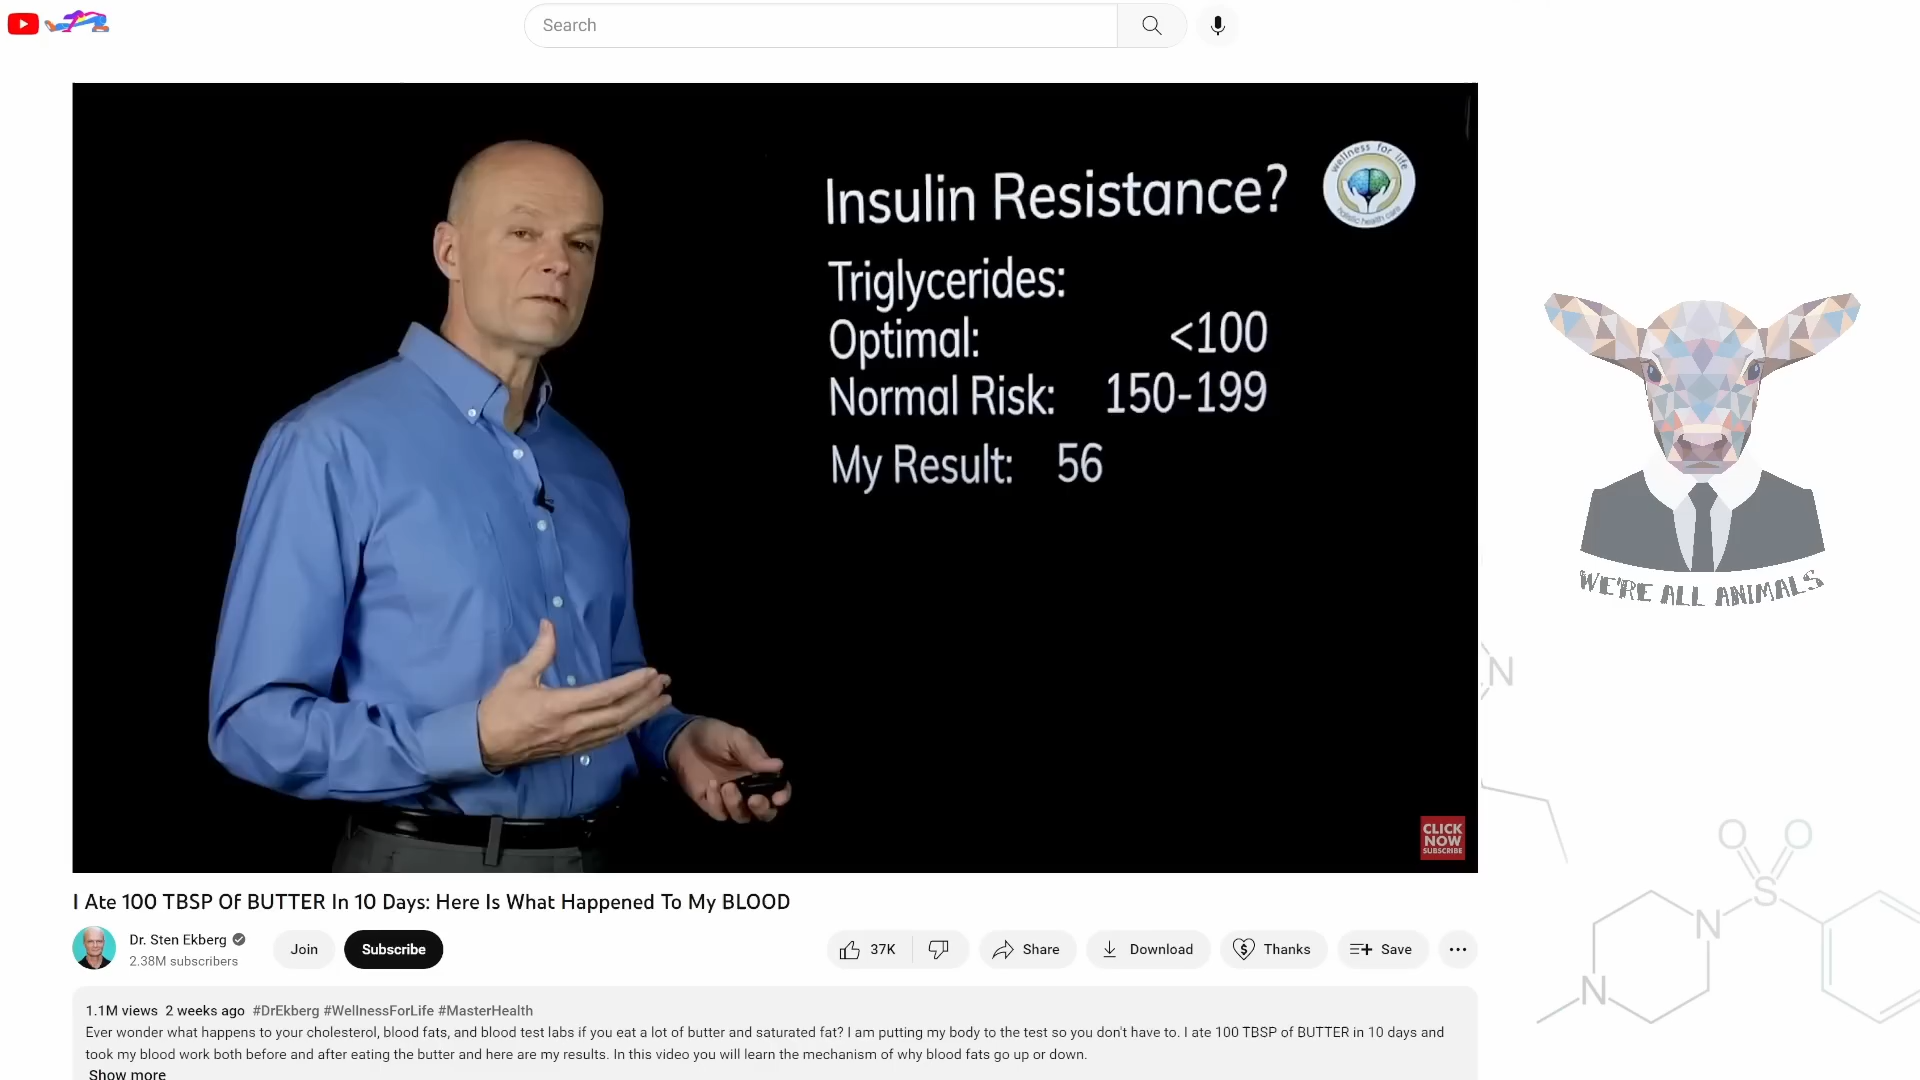 Search
Insulin Resistance?
wellness for life
holistic health care
Triglycerides:
Optimal: <100
Normal Risk: 150-199
My Result: 56
WE'RE ALL ANIMALS
N
CLICK
NOW
SUBSCRIBE
I Ate 100 TBSP Of BUTTER In 10 Days: Here Is What Happened To My BLOOD
Dr. Sten Ekberg
2.38M subscribers
Join
Subscribe
37K
Share
Download
Thanks
Save
O O
S
N
N
1.1M views 2 weeks ago #DrEkberg #WellnessForLife #MasterHealth
Ever wonder what happens to your cholesterol, blood fats, and blood test labs if you eat a lot of butter and saturated fat? I am putting my body to the test so you don't have to. I ate 100 TBSP of BUTTER in 10 days and
took my blood work both before and after eating the butter and here are my results. In this video you will learn the mechanism of why blood fats go up or down.
Show more